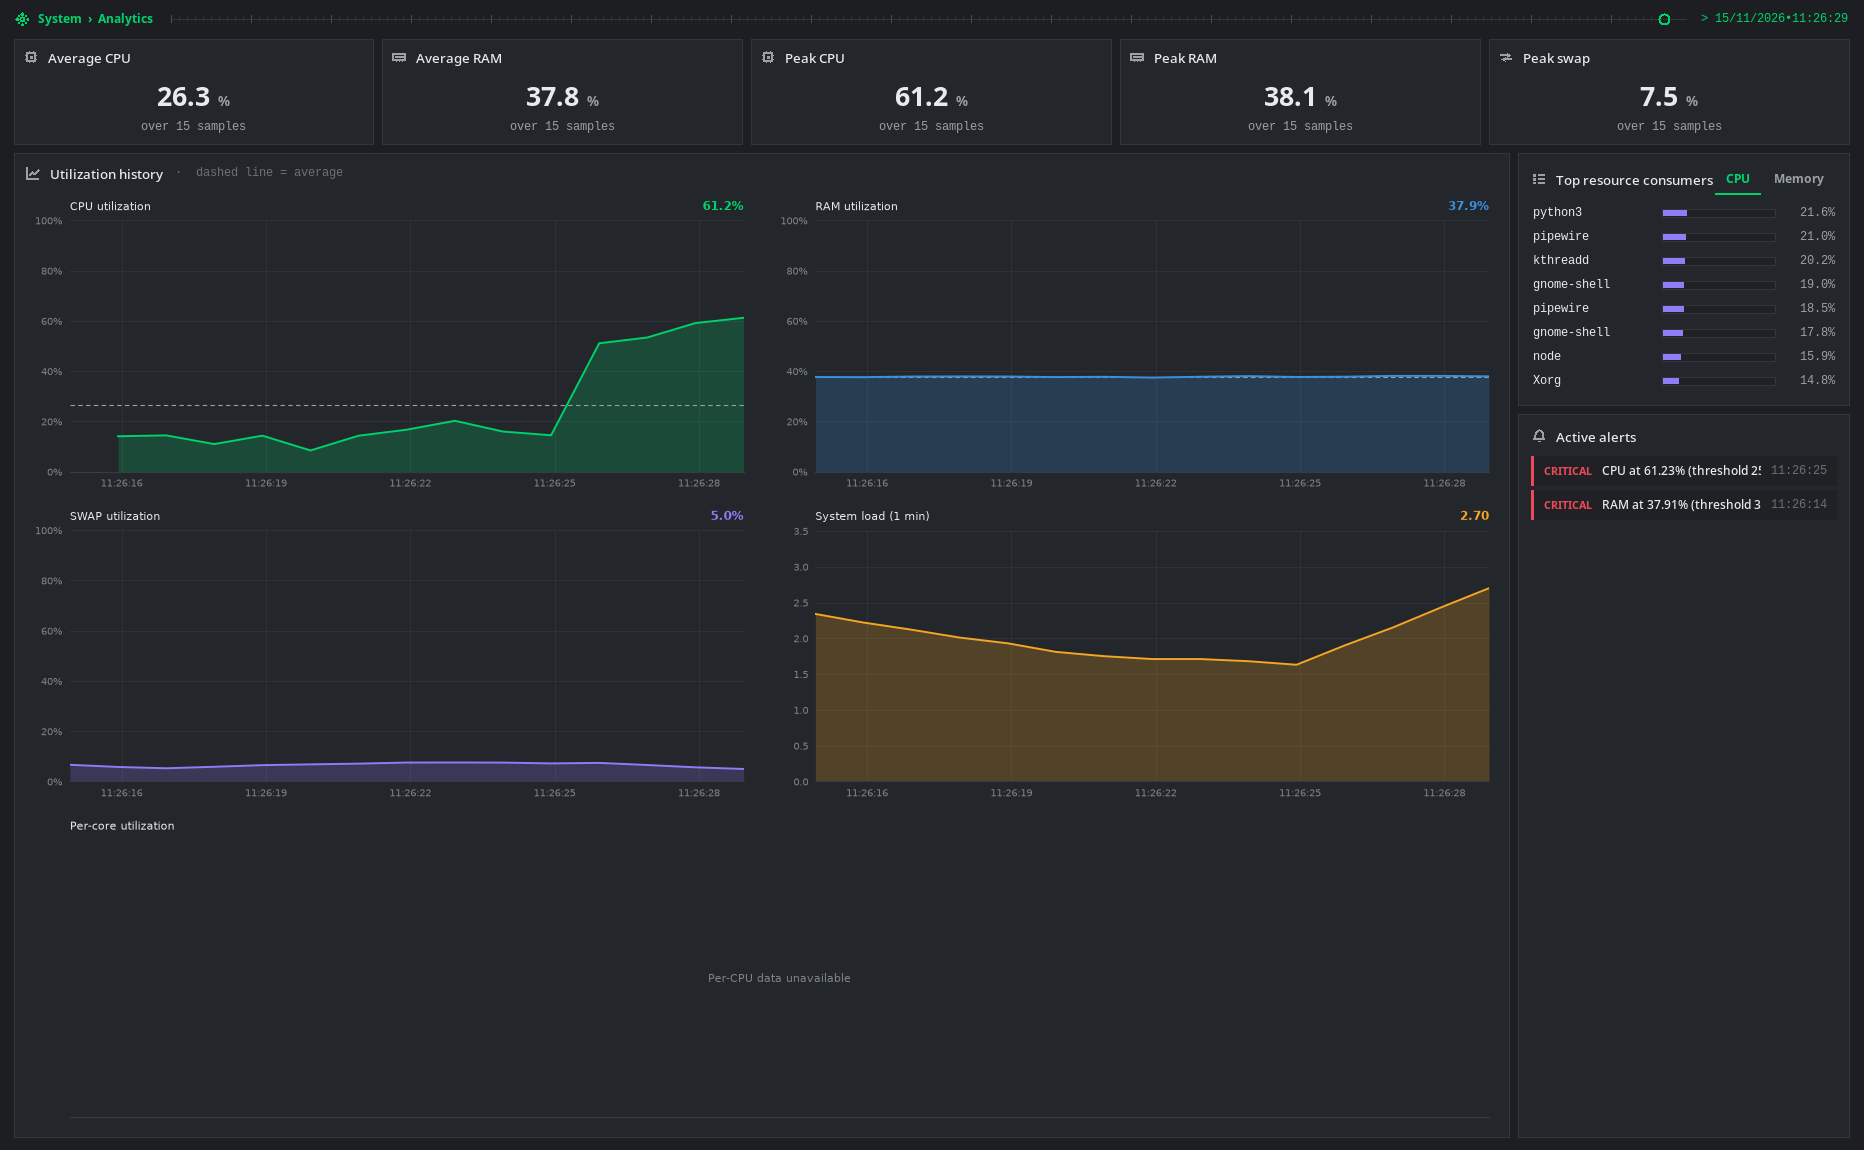 System › Analytics
> 15/11/2026•11:26:29
Average CPU
26.3 %
over 15 samples
Average RAM
37.8 %
over 15 samples
Peak CPU
61.2 %
over 15 samples
Peak RAM
38.1 %
over 15 samples
Peak swap
7.5 %
over 15 samples
Utilization history · dashed line = average
CPU utilization 61.2%
100%
80%
60%
40%
20%
0%
11:26:16 11:26:19 11:26:22 11:26:25 11:26:28
RAM utilization 37.9%
100%
80%
60%
40%
20%
0%
11:26:16 11:26:19 11:26:22 11:26:25 11:26:28
SWAP utilization 5.0%
100%
80%
60%
40%
20%
0%
11:26:16 11:26:19 11:26:22 11:26:25 11:26:28
System load (1 min) 2.70
3.5
3.0
2.5
2.0
1.5
1.0
0.5
0.0
11:26:16 11:26:19 11:26:22 11:26:25 11:26:28
Per-core utilization
Per-CPU data unavailable
Top resource consumers CPU Memory
python3 21.6%
pipewire 21.0%
kthreadd 20.2%
gnome-shell 19.0%
pipewire 18.5%
gnome-shell 17.8%
node 15.9%
Xorg 14.8%
Active alerts
CRITICAL CPU at 61.23% (threshold 25 11:26:25
CRITICAL RAM at 37.91% (threshold 3 11:26:14